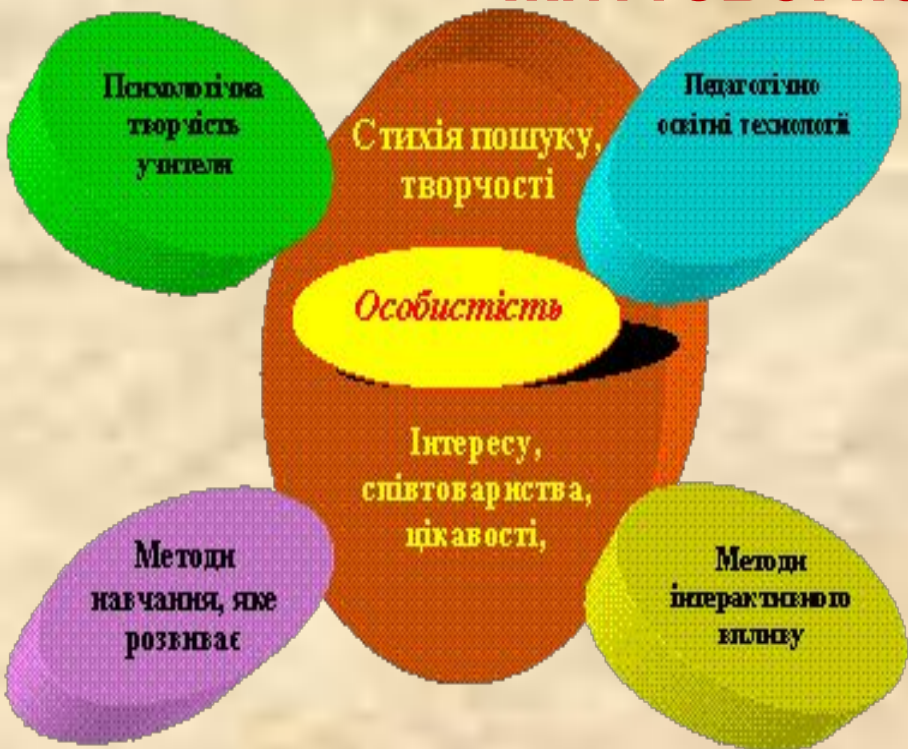 Психологічна
творчість
учителя
Педагогічно
освітні технології
Стихія пошуку,
творчості
Особистість
Інтересу,
співтовариства,
цікавості,
Методи
навчання, яке
розвиває
Методи
інтерактивного
впливу